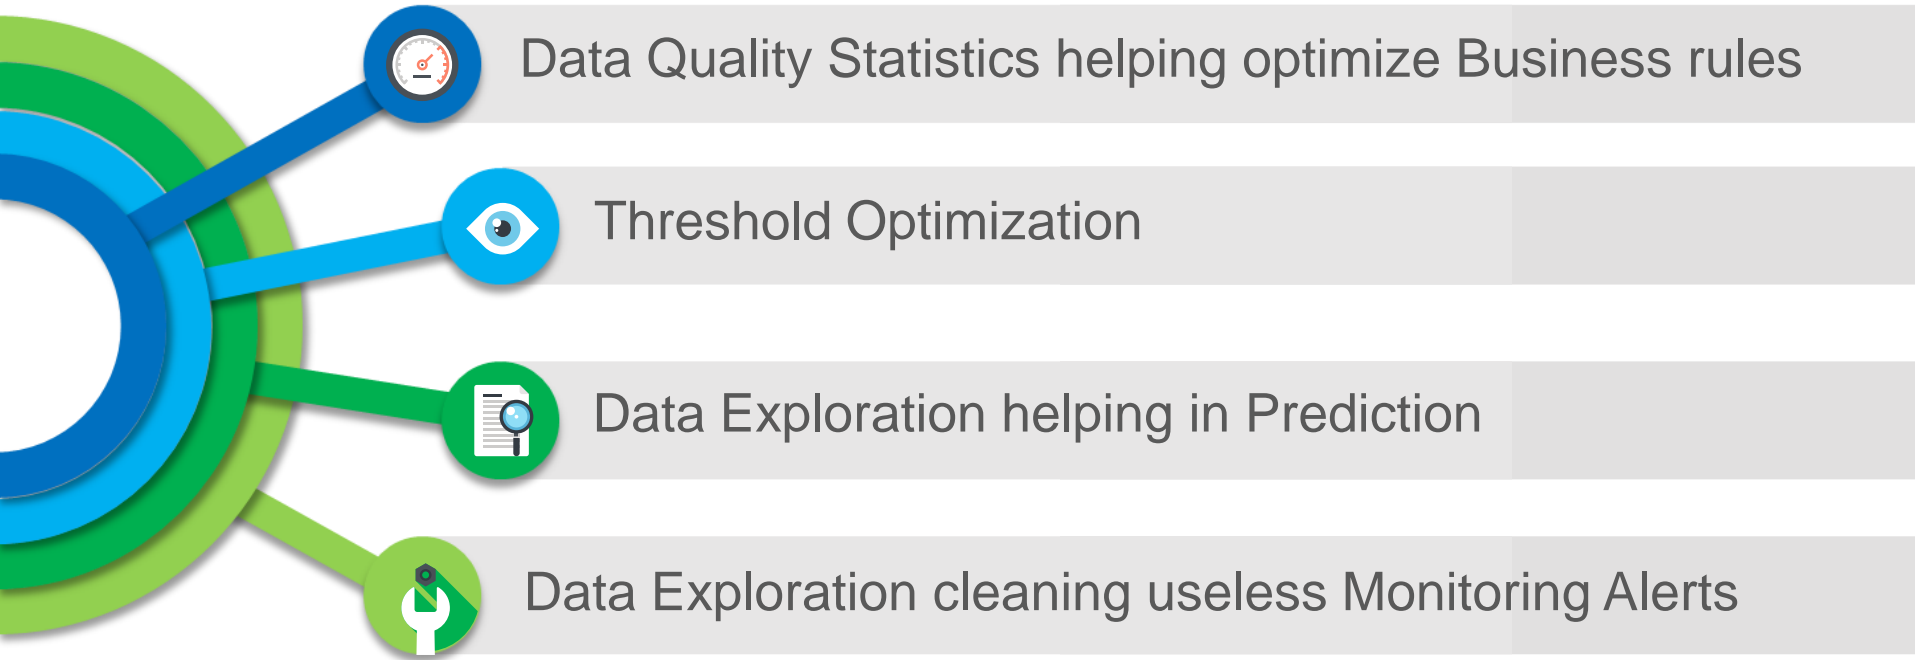 Data Quality Statistics helping optimize Business rules
Threshold Optimization
Data Exploration helping in Prediction
Data Exploration cleaning useless Monitoring Alerts